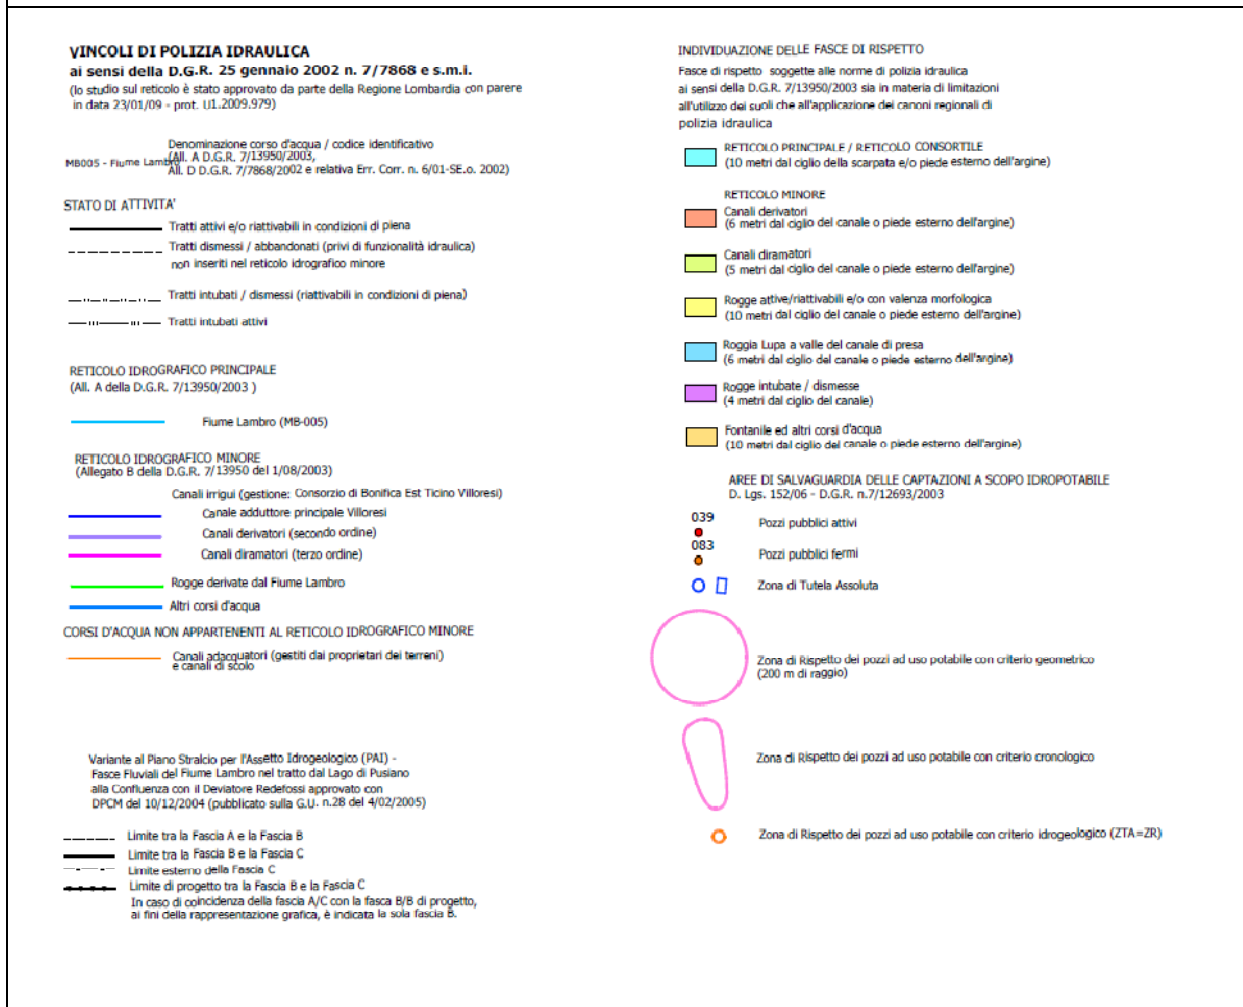 VINCOLI DI POLIZIA IDRAULICA
ai sensi della D.G.R. 25 gennaio 2002 n. 7/7868 e s.m.i.
(lo studio sul reticolo è stato approvato da parte della Regione Lombardia con parere
in data 23/01/09 - prot. U1.2009.979)
Denominazione corso d'acqua / codice identificativo
MB005 - Fiume Lambro
(All. A D.G.R. 7/13950/2003,
All. D D.G.R. 7/7868/2002 e relativa Err. Corr. n. 6/01-SE.o. 2002)
STATO DI ATTIVITA'
Tratti attivi e/o riattivabili in condizioni di piena
Tratti dismessi / abbandonati (privi di funzionalità idraulica)
non inseriti nel reticolo idrografico minore
Tratti intubati / dismessi (riattivabili in condizioni di piena)
Tratti intubati attivi
RETICOLO IDROGRAFICO PRINCIPALE
(All. A della D.G.R. 7/13950/2003 )
Fiume Lambro (MB-005)
RETICOLO IDROGRAFICO MINORE
(Allegato B della D.G.R. 7/13950 del 1/08/2003)
Canali irrigui (gestione: Consorzio di Bonifica Est Ticino Villoresi)
Canale adduttore principale Villoresi
Canali derivatori (secondo ordine)
Canali diramatori (terzo ordine)
Rogge derivate dal Fiume Lambro
Altri corsi d'acqua
CORSI D'ACQUA NON APPARTENENTI AL RETICOLO IDROGRAFICO MINORE
Canali adacquatori (gestiti dai proprietari dei terreni)
e canali di scolo
Variante al Piano Stralcio per l'Assetto Idrogeologico (PAI) -
Fasce Fluviali del Fiume Lambro nel tratto dal Lago di Pusiano
alla Confluenza con il Deviatore Redefossi approvato con
DPCM del 10/12/2004 (pubblicato sulla G.U. n.28 del 4/02/2005)
Limite tra la Fascia A e la Fascia B
Limite tra la Fascia B e la Fascia C
Limite esterno della Fascia C
Limite di progetto tra la Fascia B e la Fascia C
In caso di coincidenza della fascia A/C con la fasca B/B di progetto,
ai fini della rappresentazione grafica, è indicata la sola fascia B.
INDIVIDUAZIONE DELLE FASCE DI RISPETTO
Fasce di rispetto soggette alle norme di polizia idraulica
ai sensi della D.G.R. 7/13950/2003 sia in materia di limitazioni
all'utilizzo dei suoli che all'applicazione dei canoni regionali di
polizia idraulica
RETICOLO PRINCIPALE / RETICOLO CONSORTILE
(10 metri dal ciglio della scarpata e/o piede esterno dell'argine)
RETICOLO MINORE
Canali derivatori
(6 metri dal ciglio del canale o piede esterno dell'argine)
Canali diramatori
(5 metri dal ciglio del canale o piede esterno dell'argine)
Rogge attive/riattivabili e/o con valenza morfologica
(10 metri dal ciglio del canale o piede esterno dell'argine)
Roggia Lupa a valle del canale di presa
(6 metri dal ciglio del canale o piede esterno dell'argine)
Rogge intubate / dismesse
(4 metri dal ciglio del canale)
Fontanile ed altri corsi d'acqua
(10 metri dal ciglio del canale o piede esterno dell'argine)
AREE DI SALVAGUARDIA DELLE CAPTAZIONI A SCOPO IDROPOTABILE
D. Lgs. 152/06 - D.G.R. n.7/12693/2003
039
Pozzi pubblici attivi
083
Pozzi pubblici fermi
Zona di Tutela Assoluta
Zona di Rispetto dei pozzi ad uso potabile con criterio geometrico
(200 m di raggio)
Zona di Rispetto dei pozzi ad uso potabile con criterio cronologico
Zona di Rispetto dei pozzi ad uso potabile con criterio idrogeologico (ZTA=ZR)